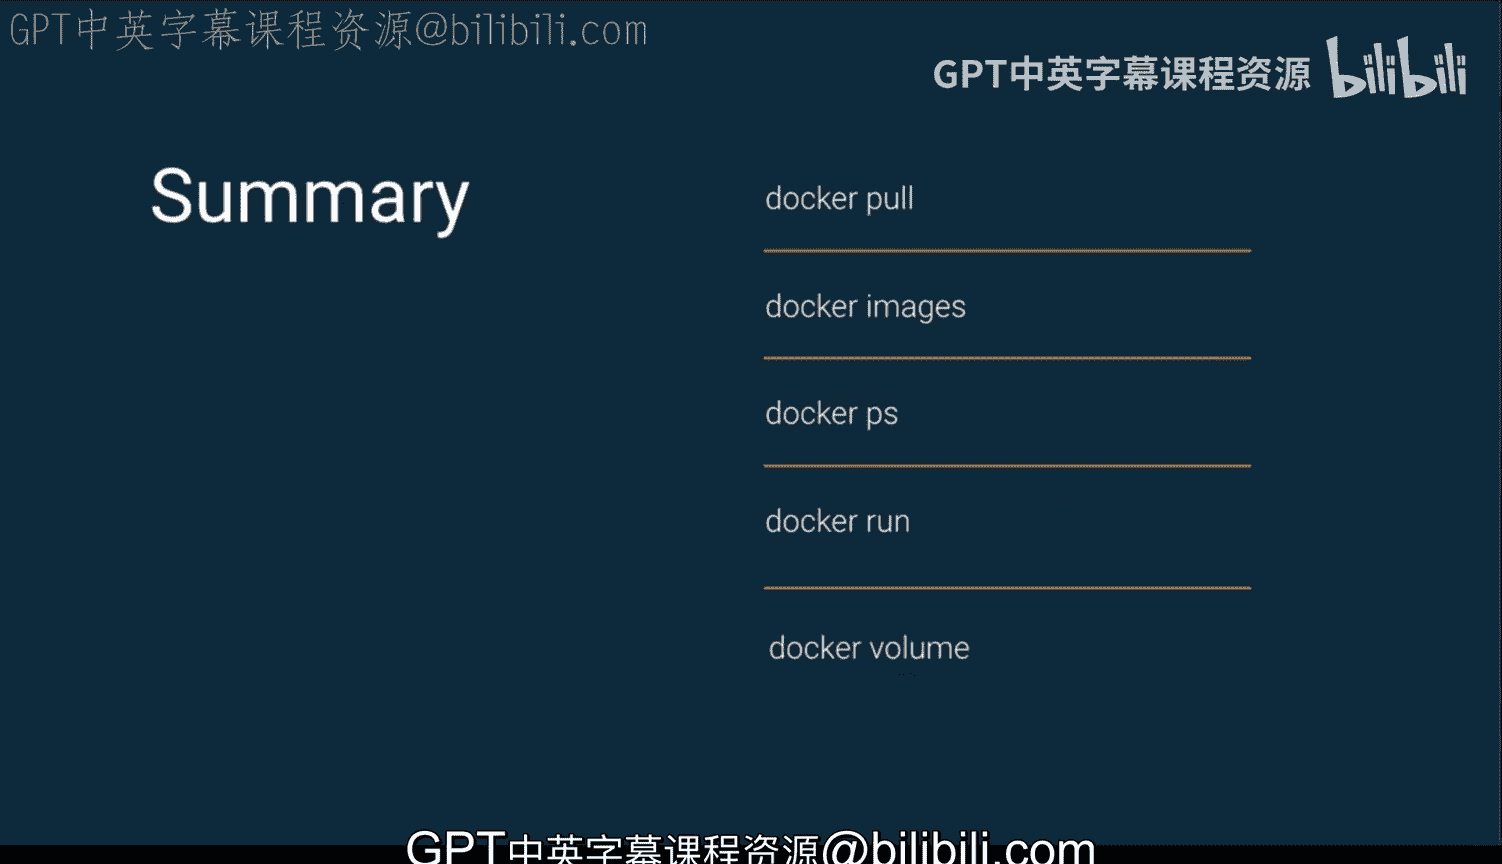 GPT中英字幕课程资源@bilibili.com
GPT中英字幕课程资源 bilibili
Summary
docker pull
docker images
docker ps
docker run
docker volume
GPT中英字幕课程资源@bilibili.com